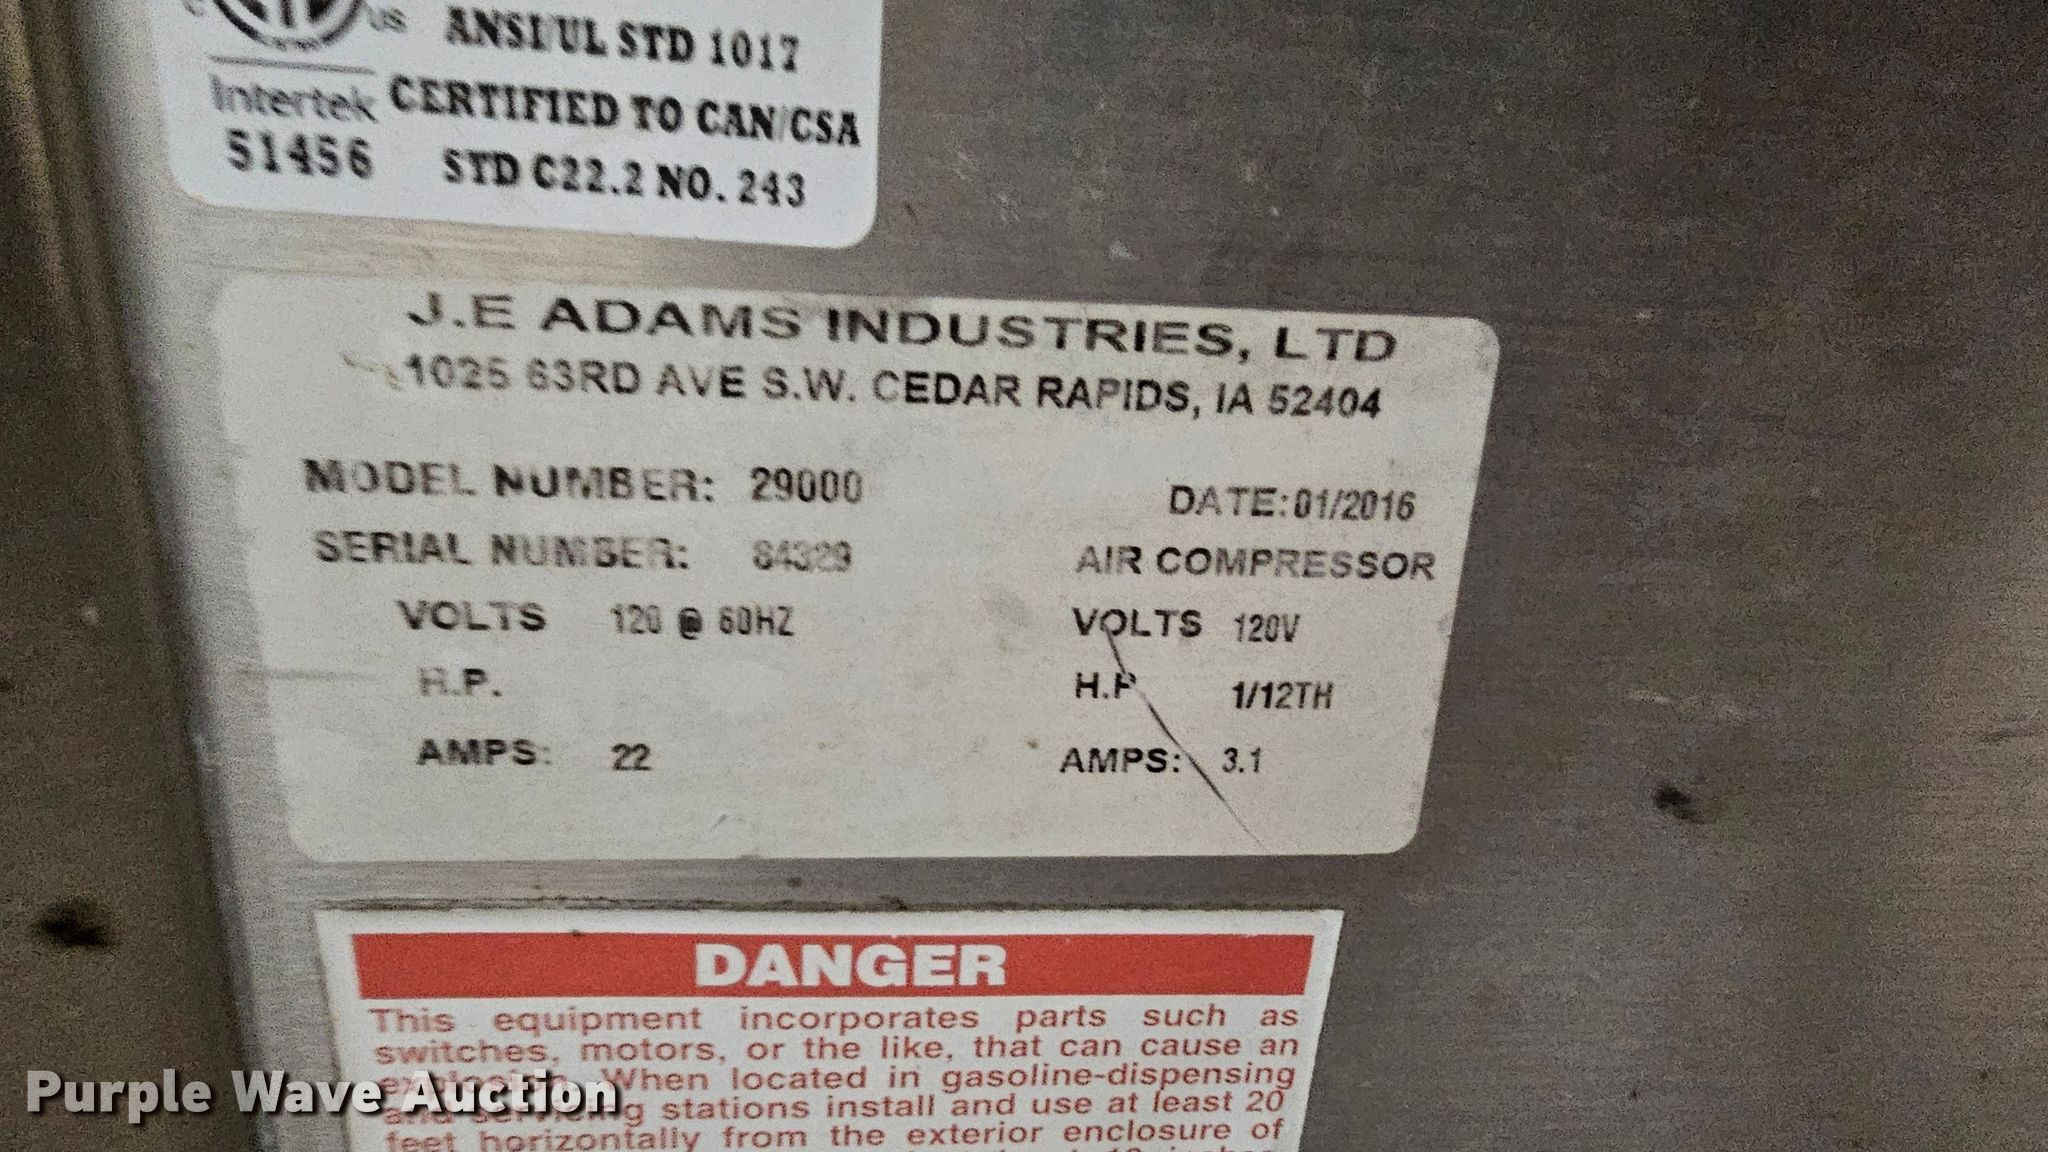 US ANSI/UL STD 1017
Intertek CERTIFIED TO CAN/CSA
51456 STD C22.2 NO. 243
J.E ADAMS INDUSTRIES, LTD
1025 63RD AVE S.W. CEDAR RAPIDS, IA 52404
MODEL NUMBER: 29000 DATE:01/2016
SERIAL NUMBER: 84329 AIR COMPRESSOR
VOLTS 120 @ 60HZ VOLTS 120V
H.P. H.P 1/12TH
AMPS: 22 AMPS: 3.1
DANGER
This equipment incorporates parts such as
switches, motors, or the like, that can cause an
explosion. When located in gasoline-dispensing
and servicing stations install and use at least 20
feet horizontally from the exterior enclosure of
Purple Wave Auction